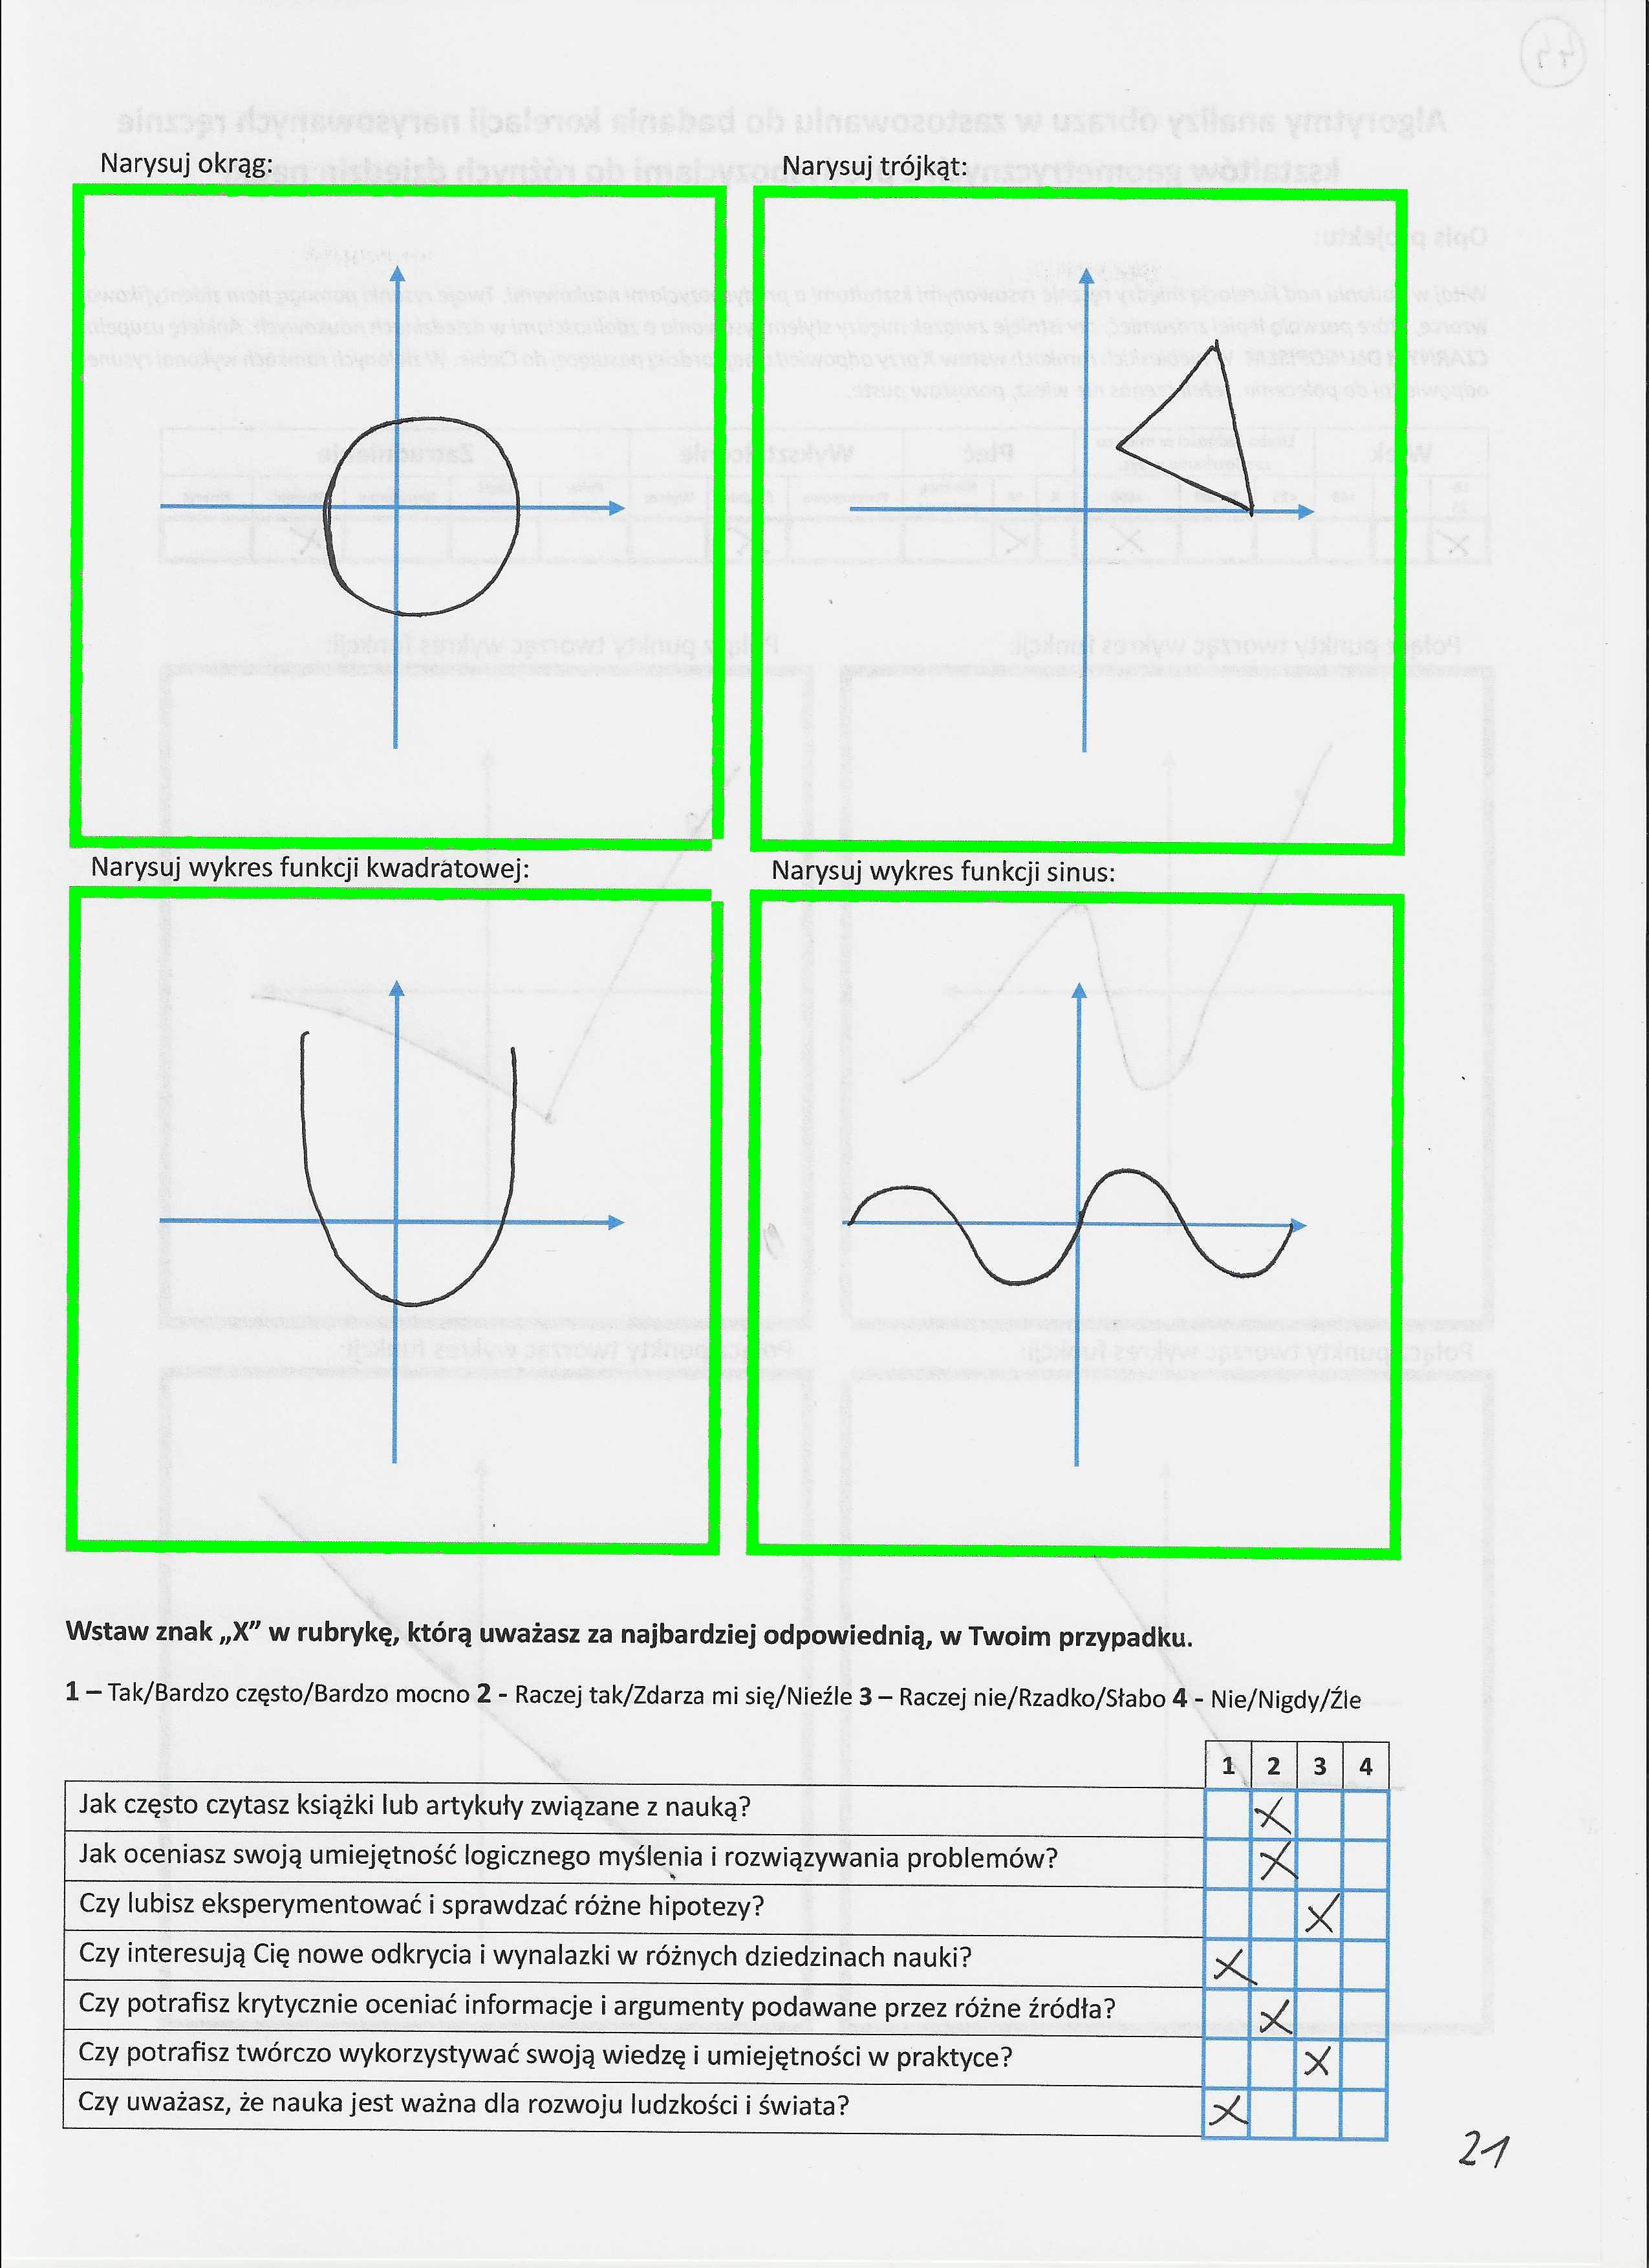 Narysuj okrąg:
Narysuj trójkąt:
Narysuj wykres funkcji kwadratowej:
Narysuj wykres funkcji sinus:
Wstaw znak „X” w rubrykę, którą uważasz za najbardziej odpowiednią, w Twoim przypadku.
1 – Tak/Bardzo często/Bardzo mocno 2 - Raczej tak/Zdarza mi się/Nieźle 3 – Raczej nie/Rzadko/Słabo 4 - Nie/Nigdy/Źle
1 2 3 4
Jak często czytasz książki lub artykuły związane z nauką? X
Jak oceniasz swoją umiejętność logicznego myślenia i rozwiązywania problemów? X
Czy lubisz eksperymentować i sprawdzać różne hipotezy? X
Czy interesują Cię nowe odkrycia i wynalazki w różnych dziedzinach nauki? X
Czy potrafisz krytycznie oceniać informacje i argumenty podawane przez różne źródła? X
Czy potrafisz twórczo wykorzystywać swoją wiedzę i umiejętności w praktyce? X
Czy uważasz, że nauka jest ważna dla rozwoju ludzkości i świata? X
21